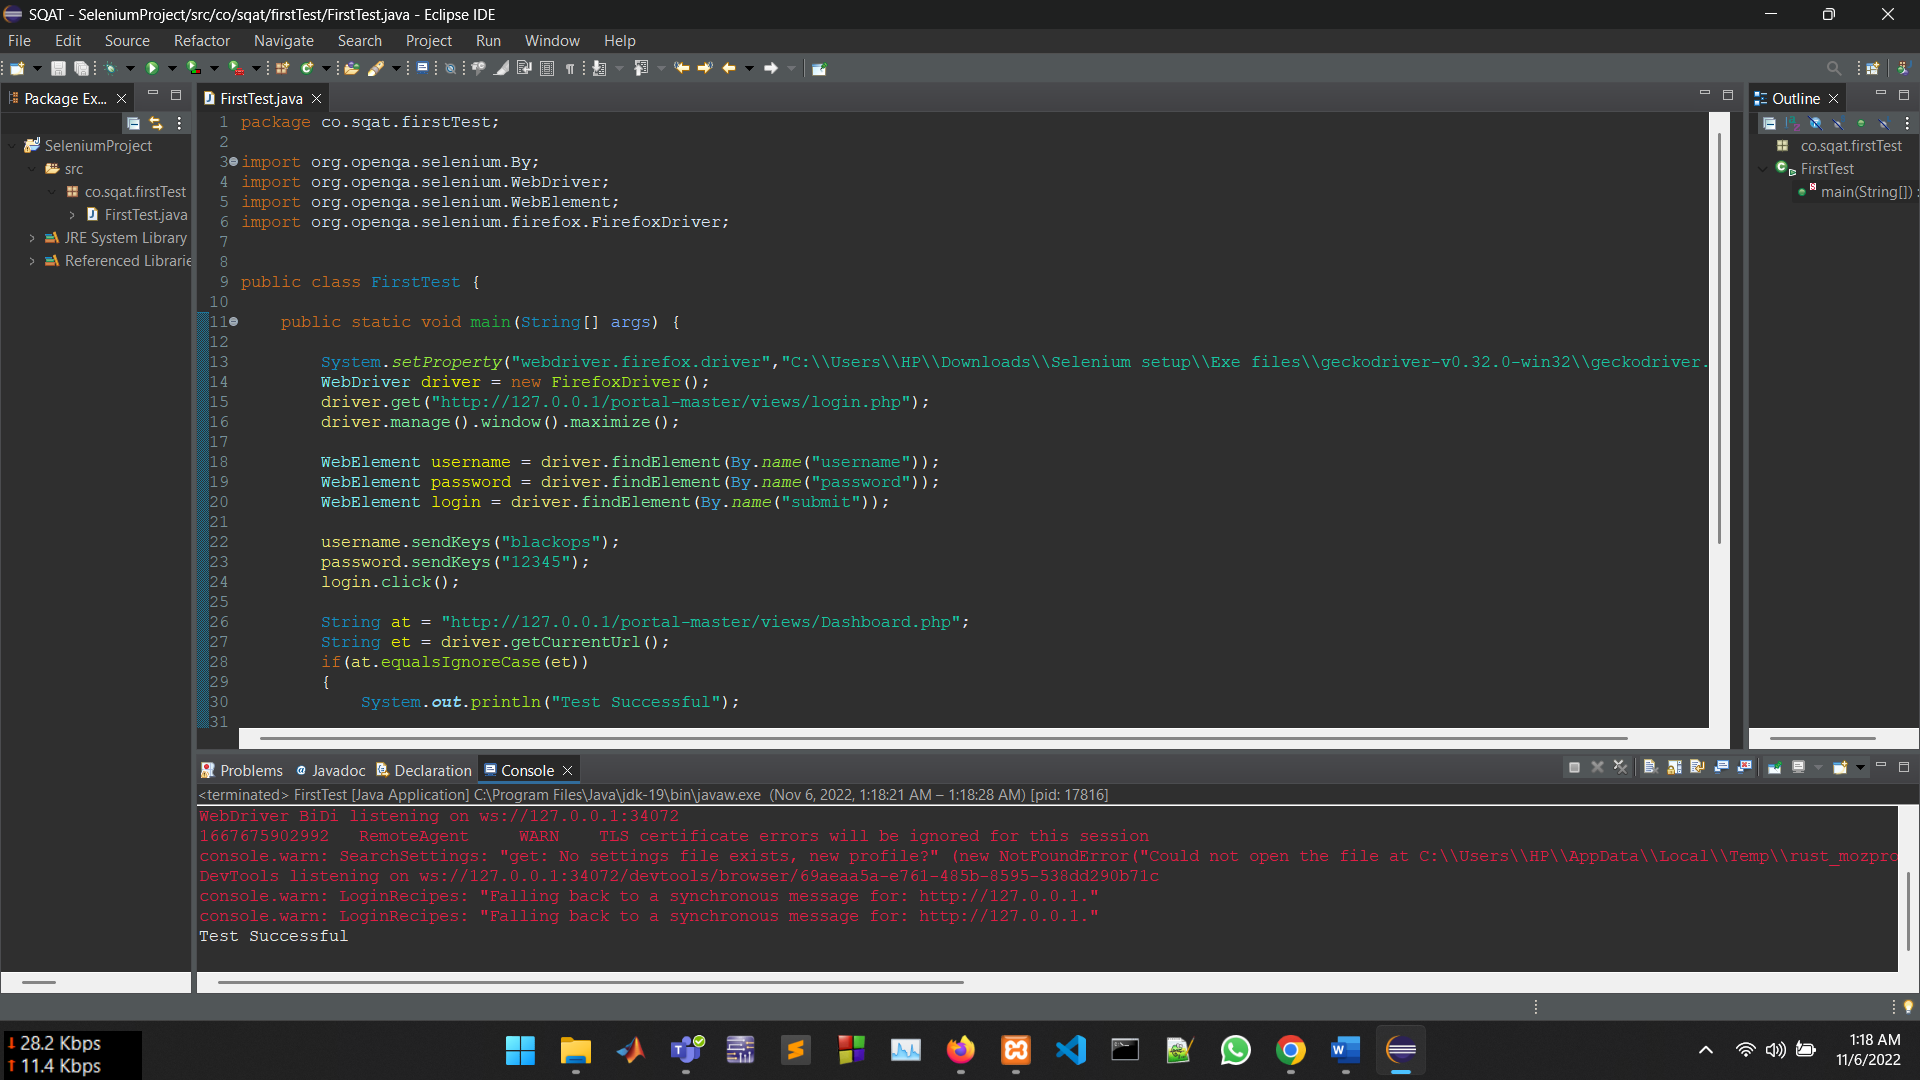 SQAT - SeleniumProject/src/co/sqat/firstTest/FirstTest.java - Eclipse IDE
File Edit Source Refactor Navigate Search Project Run Window Help
Package Ex...
FirstTest.java
Outline
SeleniumProject
src
co.sqat.firstTest
FirstTest.java
JRE System Library
Referenced Librarie
1 package co.sqat.firstTest;
2
3 import org.openqa.selenium.By;
4 import org.openqa.selenium.WebDriver;
5 import org.openqa.selenium.WebElement;
6 import org.openqa.selenium.firefox.FirefoxDriver;
7
8
9 public class FirstTest {
10
11 public static void main(String[] args) {
12
13 System.setProperty("webdriver.firefox.driver","C:\\Users\\HP\\Downloads\\Selenium setup\\Exe files\\geckodriver-v0.32.0-win32\\geckodriver.
14 WebDriver driver = new FirefoxDriver();
15 driver.get("http://127.0.0.1/portal-master/views/login.php");
16 driver.manage().window().maximize();
17
18 WebElement username = driver.findElement(By.name("username"));
19 WebElement password = driver.findElement(By.name("password"));
20 WebElement login = driver.findElement(By.name("submit"));
21
22 username.sendKeys("blackops");
23 password.sendKeys("12345");
24 login.click();
25
26 String at = "http://127.0.0.1/portal-master/views/Dashboard.php";
27 String et = driver.getCurrentUrl();
28 if(at.equalsIgnoreCase(et))
29 {
30 System.out.println("Test Successful");
31
co.sqat.firstTest
FirstTest
main(String[]) :
Problems Javadoc Declaration Console
<terminated> FirstTest [Java Application] C:\Program Files\Java\jdk-19\bin\javaw.exe (Nov 6, 2022, 1:18:21 AM – 1:18:28 AM) [pid: 17816]
WebDriver BiDi listening on ws://127.0.0.1:34072
1667675902992 RemoteAgent WARN TLS certificate errors will be ignored for this session
console.warn: SearchSettings: "get: No settings file exists, new profile?" (new NotFoundError("Could not open the file at C:\\Users\\HP\\AppData\\Local\\Temp\\rust_mozpro
DevTools listening on ws://127.0.0.1:34072/devtools/browser/69aeaa5a-e761-485b-8595-538dd290b71c
console.warn: LoginRecipes: "Falling back to a synchronous message for: http://127.0.0.1."
console.warn: LoginRecipes: "Falling back to a synchronous message for: http://127.0.0.1."
Test Successful
28.2 Kbps
11.4 Kbps
1:18 AM
11/6/2022